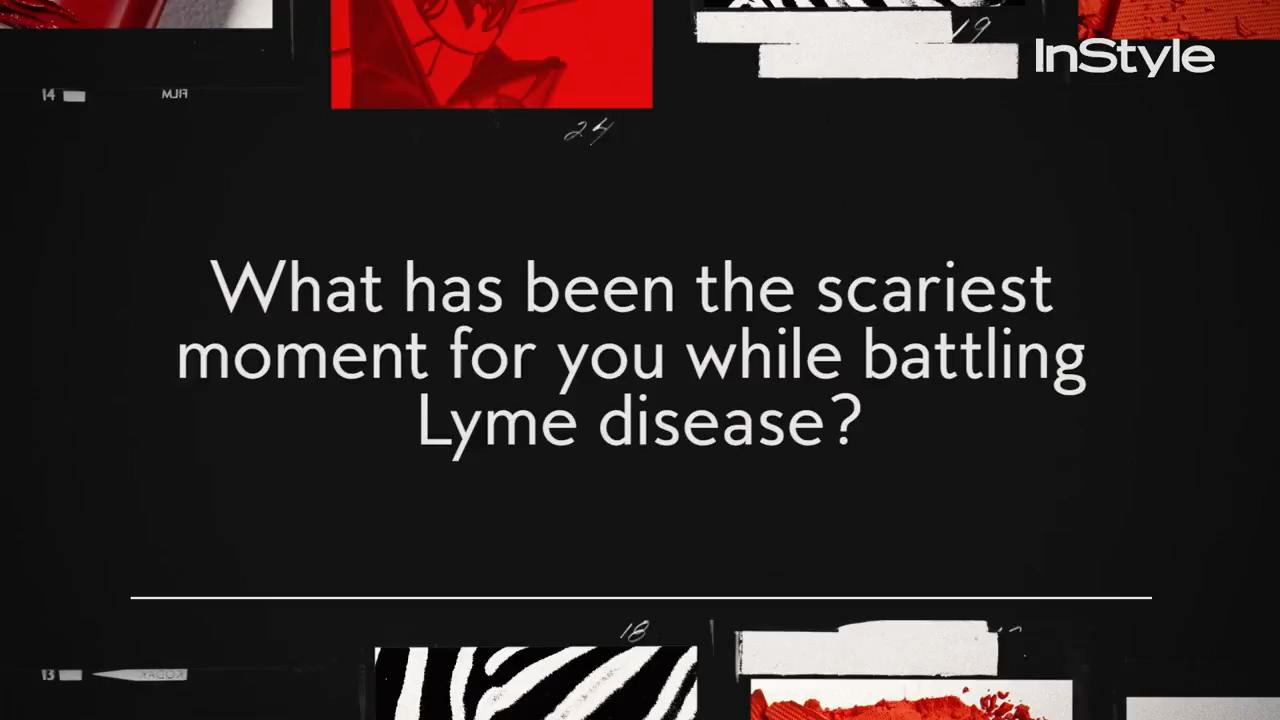 19
InStyle
14
FILM
24
What has been the scariest
moment for you while battling
Lyme disease?
18
13
KODAK